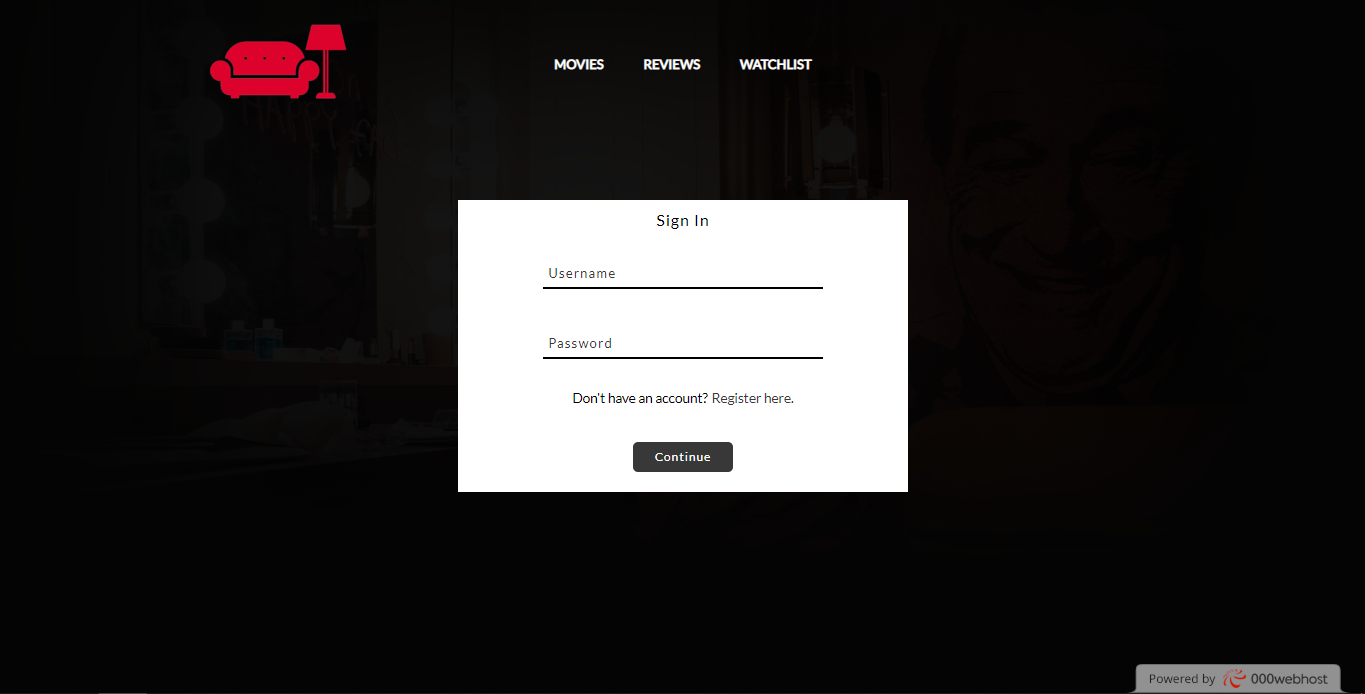 MOVIES REVIEWS WATCHLIST
Sign In
Username
Password
Don't have an account? Register here.
Continue
Powered by 000webhost